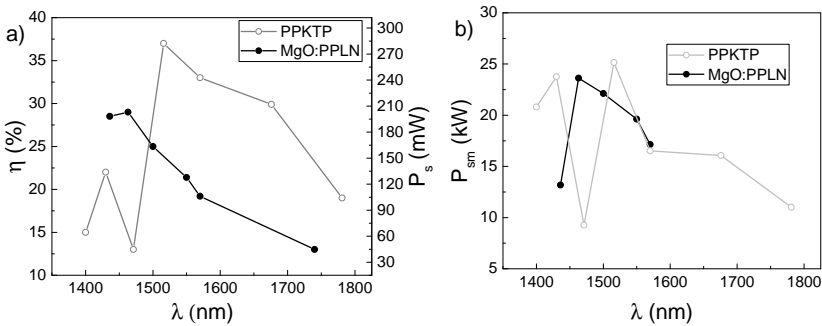 a)
PPKTP
MgO:PPLN
40
35
30
25
20
15
10
η (%)
300
270
240
210
180
150
120
90
60
30
P_s (mW)
1400 1500 1600 1700 1800
λ (nm)
b)
PPKTP
MgO:PPLN
30
25
20
15
10
5
P_sm (kW)
1400 1500 1600 1700 1800
λ (nm)